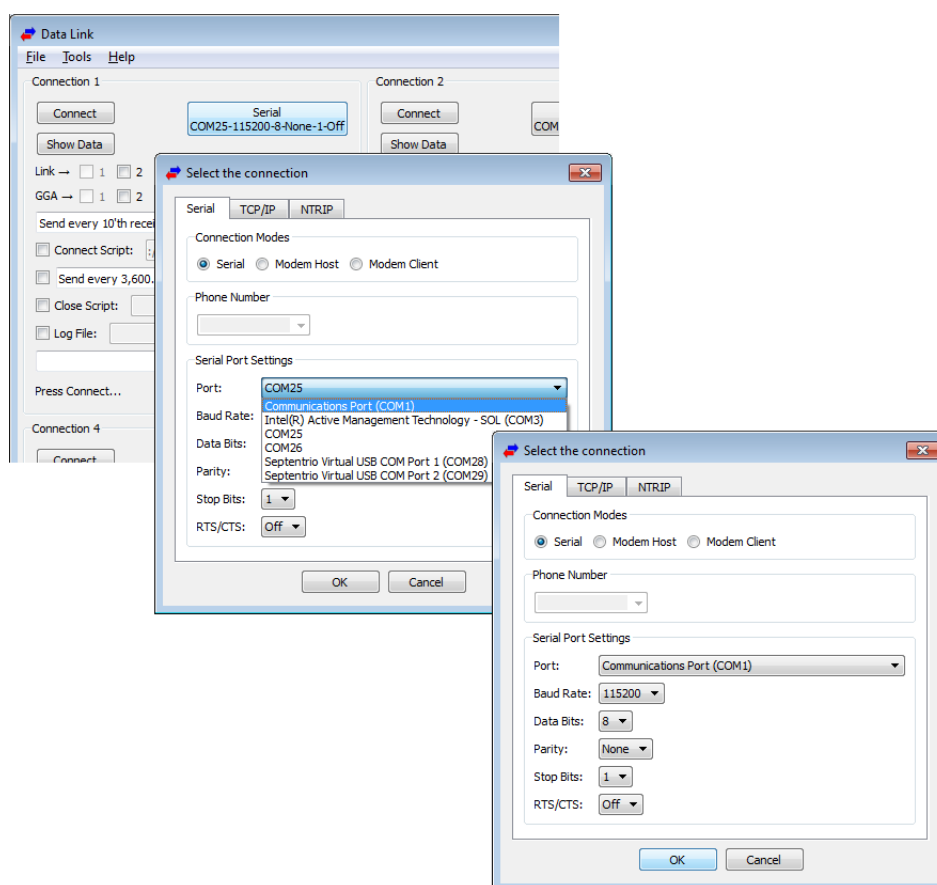 Data Link
File Tools Help
Connection 1
Connection 2
Connect
Serial
COM25-115200-8-None-1-Off
Connect
COM
Show Data
Show Data
Link → 1 2
GGA → 1 2
Send every 10'th recei
Connect Script: :/
Send every 3,600.
Close Script:
Log File:
Press Connect...
Connection 4
Connect
Select the connection
Serial TCP/IP NTRIP
Connection Modes
Serial Modem Host Modem Client
Phone Number
Serial Port Settings
Port: COM25
Communications Port (COM1)
Baud Rate:
Intel(R) Active Management Technology - SOL (COM3)
COM25
Data Bits:
COM26
Septentrio Virtual USB COM Port 1 (COM28)
Parity:
Septentrio Virtual USB COM Port 2 (COM29)
Stop Bits: 1
RTS/CTS: Off
OK Cancel
Select the connection
Serial TCP/IP NTRIP
Connection Modes
Serial Modem Host Modem Client
Phone Number
Serial Port Settings
Port: Communications Port (COM1)
Baud Rate: 115200
Data Bits: 8
Parity: None
Stop Bits: 1
RTS/CTS: Off
OK Cancel